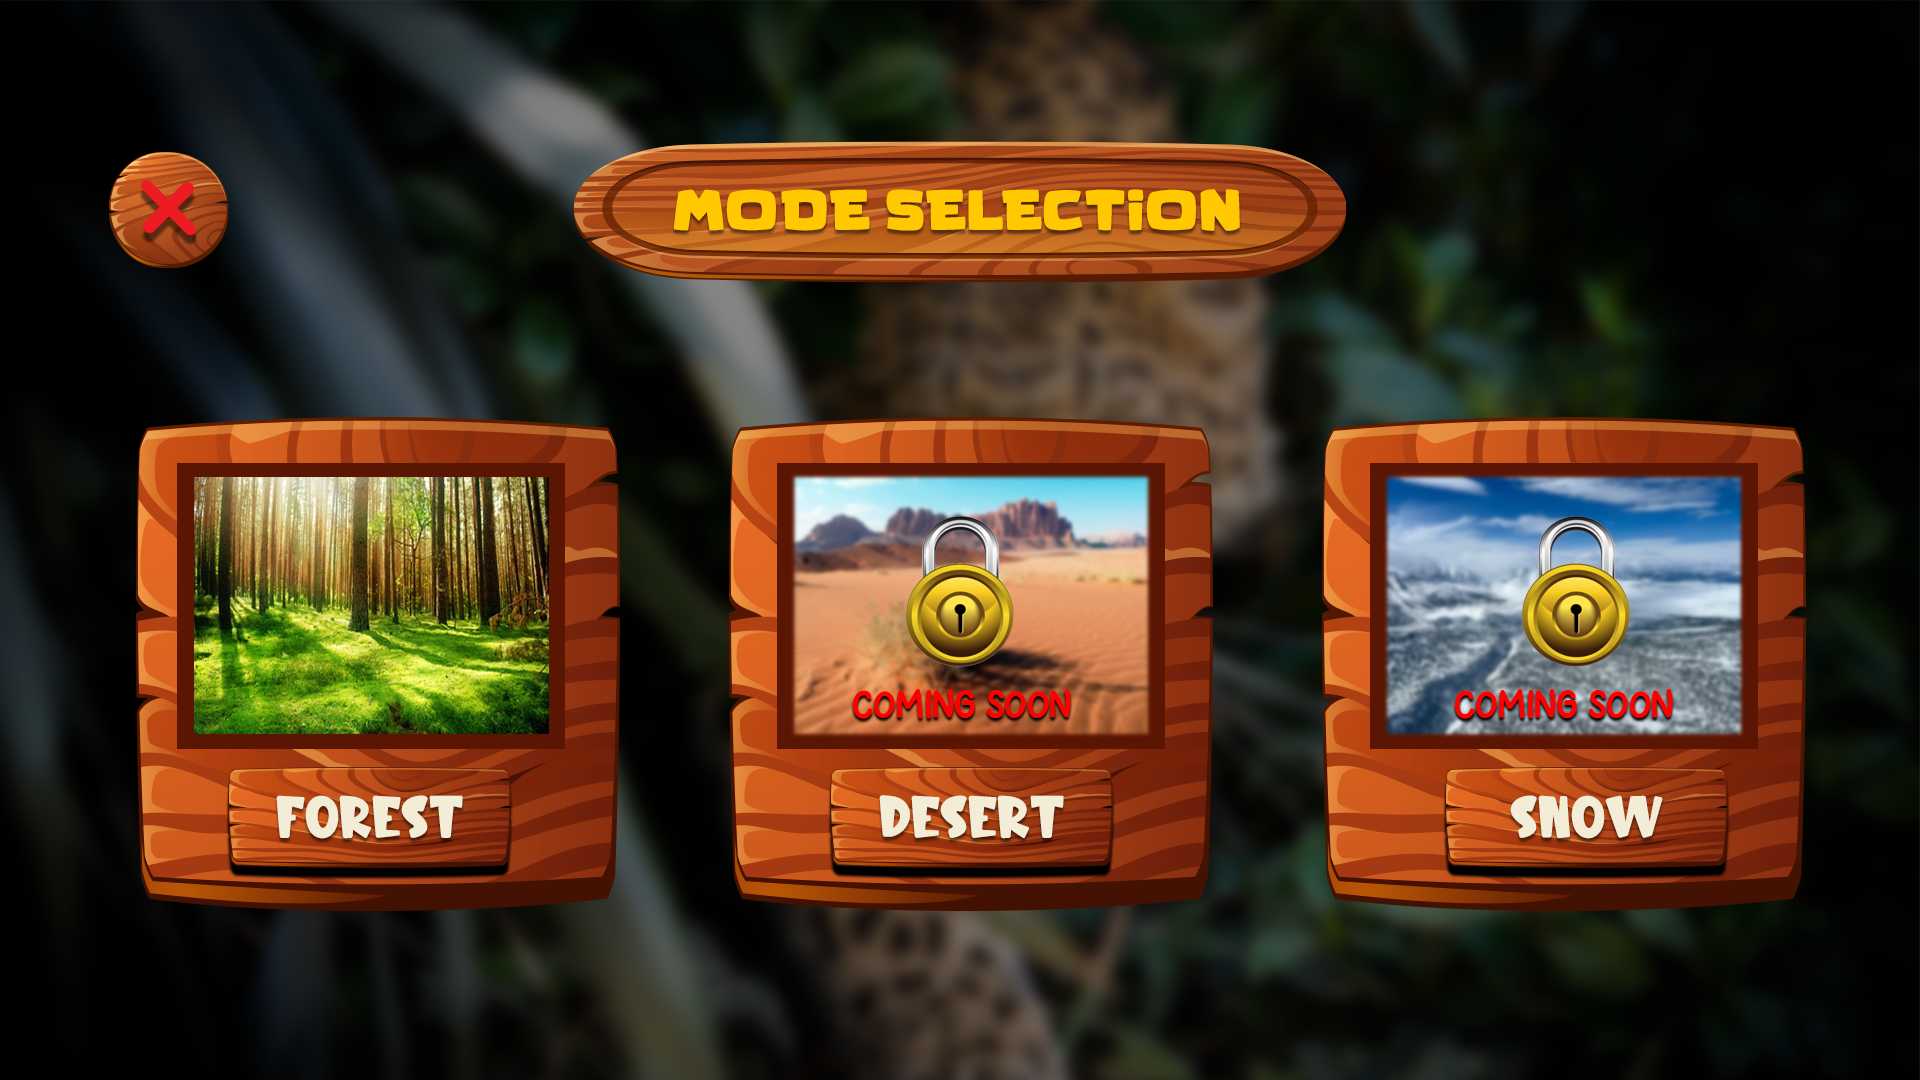 MODE SELECTION
COMING SOON
COMING SOON
FOREST
DESERT
SNOW